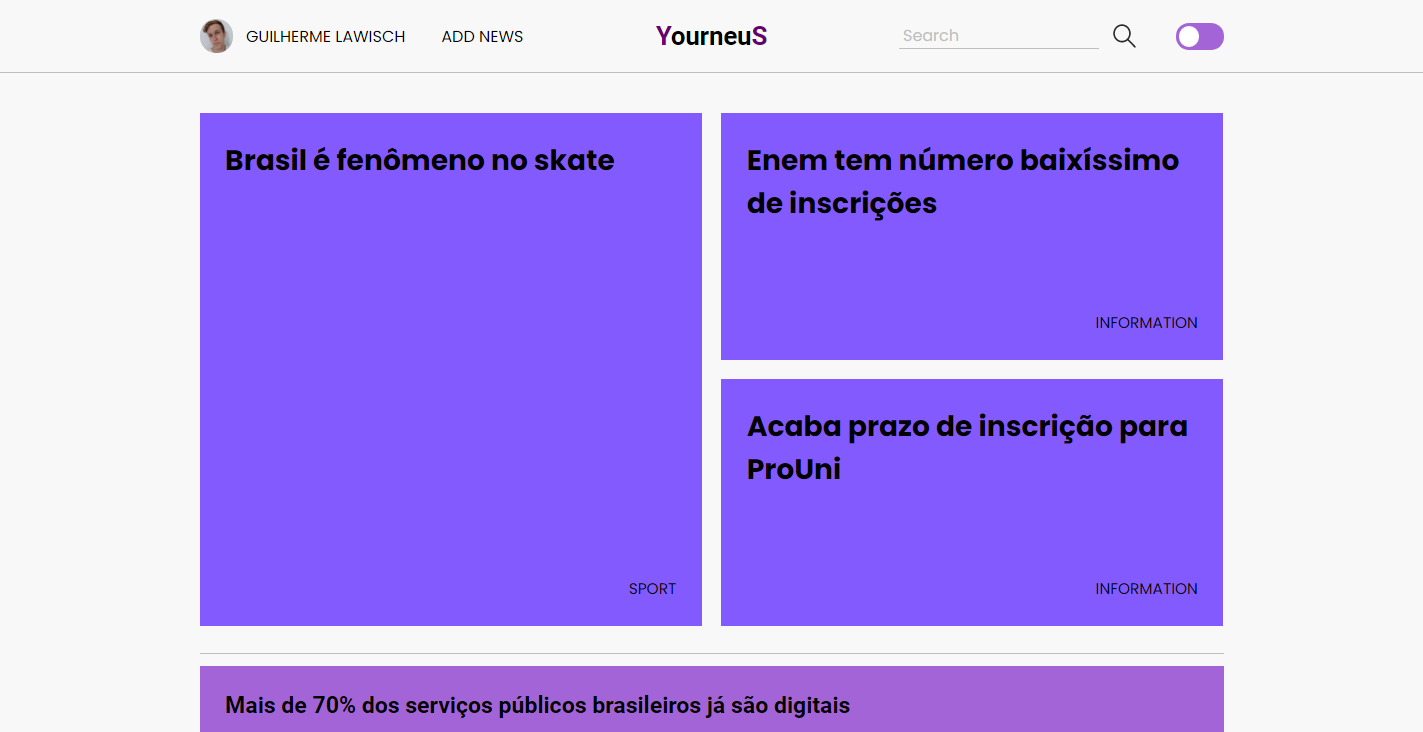 GUILHERME LAWISCH
ADD NEWS
YourneuS
Search
Brasil é fenômeno no skate
SPORT
Enem tem número baixíssimo
de inscrições
INFORMATION
Acaba prazo de inscrição para
ProUni
INFORMATION
Mais de 70% dos serviços públicos brasileiros já são digitais